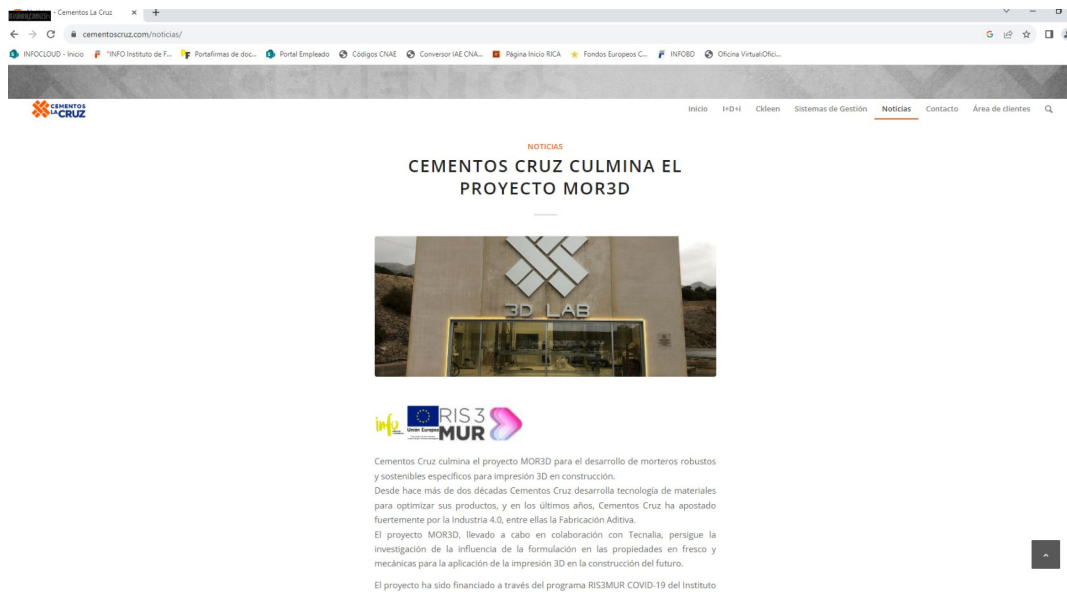 - Cementos La Cruz
cementoscruz.com/noticias/
INFOCLOUD - Inicio "INFO Instituto de F... Portafirmas de doc... Portal Empleado Códigos CNAE Conversor IAE CNA... Página Inicio RICA Fondos Europeos C... INFOBD Oficina Virtual:Ofici...
CEMENTOS
CEMENTOS
LA CRUZ
Inicio I+D+i Ckleen Sistemas de Gestión Noticias Contacto Área de clientes
NOTICIAS
CEMENTOS CRUZ CULMINA EL
PROYECTO MOR3D
3D LAB
info Unión Europea RIS3
MUR
Cementos Cruz culmina el proyecto MOR3D para el desarrollo de morteros robustos
y sostenibles específicos para impresión 3D en construcción.
Desde hace más de dos décadas Cementos Cruz desarrolla tecnología de materiales
para optimizar sus productos, y en los últimos años, Cementos Cruz ha apostado
fuertemente por la Industria 4.0, entre ellas la Fabricación Aditiva.
El proyecto MOR3D, llevado a cabo en colaboración con Tecnalia, persigue la
investigación de la influencia de la formulación en las propiedades en fresco y
mecánicas para la aplicación de la impresión 3D en la construcción del futuro.
El proyecto ha sido financiado a través del programa RIS3MUR COVID-19 del Instituto